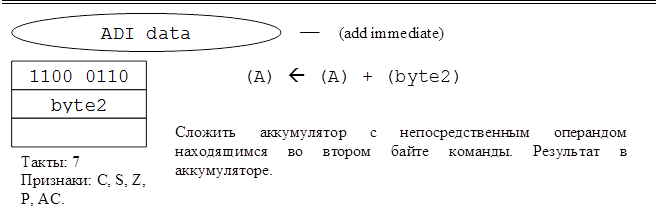 ADI data — (add immediate)
1100 0110
(A) ← (A) + (byte2)
byte2
Сложить аккумулятор с непосредственным операндом
находящимся во втором байте команды. Результат в
аккумуляторе.
Такты: 7
Признаки: C, S, Z,
P, AC.